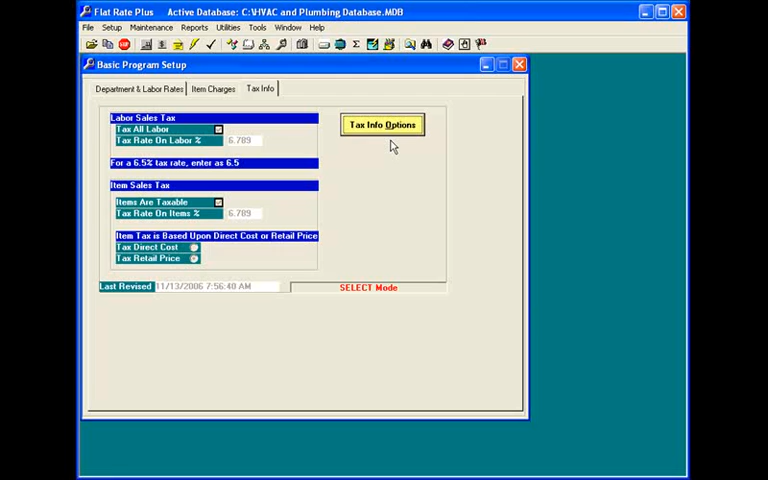 Flat Rate Plus Active Database: C:\HVAC and Plumbing Database.MDB
File Setup Maintenance Reports Utilities Tools Window Help
STOP
Basic Program Setup
Department & Labor Rates Item Charges Tax Info
Labor Sales Tax
Tax All Labor
Tax Rate On Labor % 6.789
Tax Info Options
For a 6.5% tax rate, enter as 6.5
Item Sales Tax
Items Are Taxable
Tax Rate On Items % 6.789
Item Tax is Based Upon Direct Cost or Retail Price
Tax Direct Cost
Tax Retail Price
Last Revised 11/13/2006 7:56:40 AM SELECT Mode